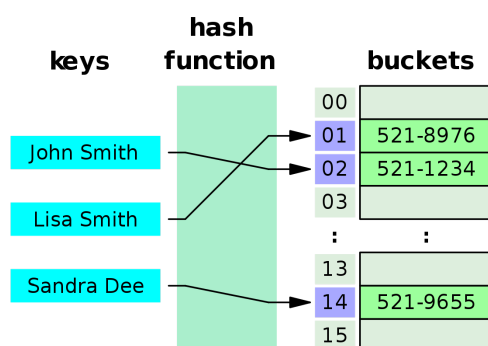 hash
keys function buckets
00
01 521-8976
John Smith
02 521-1234
03
Lisa Smith
: :
13
Sandra Dee
14 521-9655
15